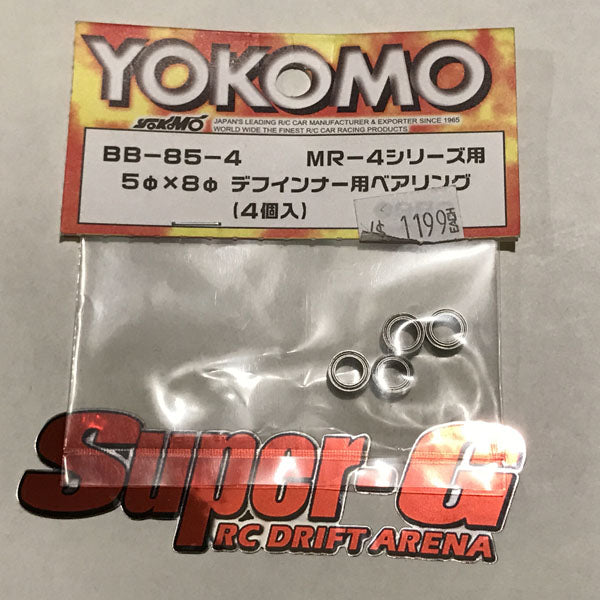 YOKOMO
YOKOMO JAPAN'S LEADING R/C CAR MANUFACTURER & EXPORTER SINCE 1965
WORLD WIDE THE FINEST R/C CAR RACING PRODUCTS
BB-85-4 MR-4シリーズ用
5φ×8φ デフインナー用ベアリング
(4個入)
1199
Super-G
RC DRIFT ARENA